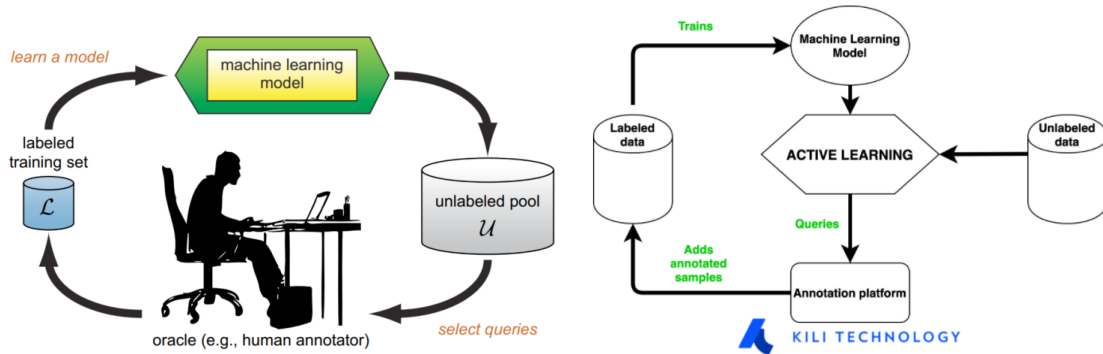 learn a model
machine learning
model
labeled
training set
ℒ
unlabeled pool
𝒰
select queries
oracle (e.g., human annotator)
Trains
Machine Learning
Model
Labeled
data
ACTIVE LEARNING
Unlabeled
data
Queries
Adds
annotated
samples
Annotation platform
KILI TECHNOLOGY